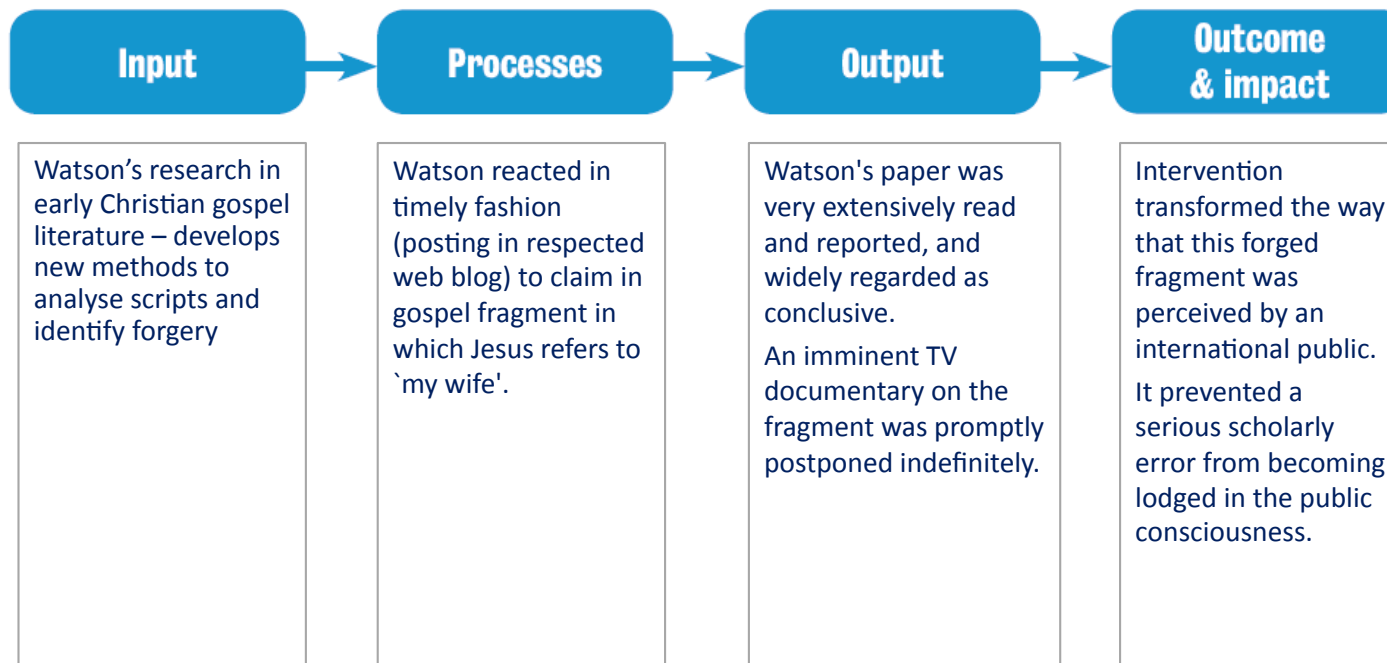 Input
Processes
Output
Outcome
& impact
Watson’s research in
early Christian gospel
literature – develops
new methods to
analyse scripts and
identify forgery
Watson reacted in
timely fashion
(posting in respected
web blog) to claim in
gospel fragment in
which Jesus refers to
`my wife'.
Watson's paper was
very extensively read
and reported, and
widely regarded as
conclusive.
An imminent TV
documentary on the
fragment was promptly
postponed indefinitely.
Intervention
transformed the way
that this forged
fragment was
perceived by an
international public.
It prevented a
serious scholarly
error from becoming
lodged in the public
consciousness.